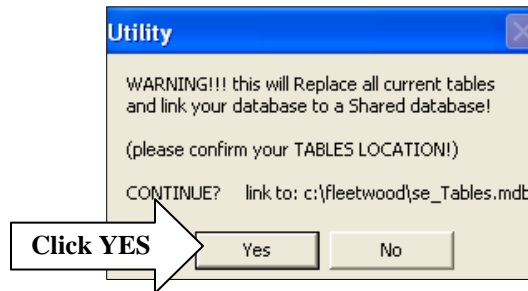 Utility
WARNING!!! this will Replace all current tables
and link your database to a Shared database!
(please confirm your TABLES LOCATION!)
CONTINUE? link to: c:\fleetwood\se_Tables.mdb
Click YES
Yes
No